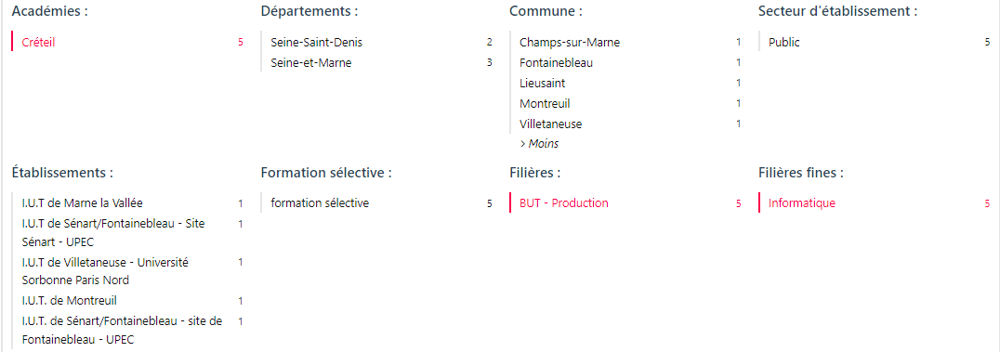 Académies :
Créteil 5
Départements :
Seine-Saint-Denis 2
Seine-et-Marne 3
Commune :
Champs-sur-Marne 1
Fontainebleau 1
Lieusaint 1
Montreuil 1
Villetaneuse 1
> Moins
Secteur d'établissement :
Public 5
Établissements :
I.U.T de Marne la Vallée 1
I.U.T de Sénart/Fontainebleau - Site 1
Sénart - UPEC
I.U.T de Villetaneuse - Université 1
Sorbonne Paris Nord
I.U.T. de Montreuil 1
I.U.T. de Sénart/Fontainebleau - site de 1
Fontainebleau - UPEC
Formation sélective :
formation sélective 5
Filières :
BUT - Production 5
Filières fines :
Informatique 5